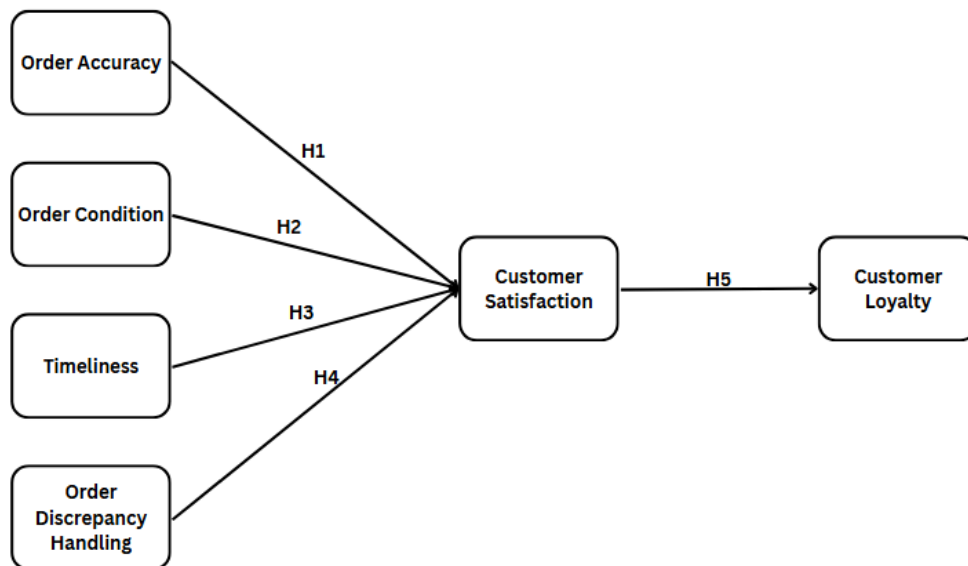 Order Accuracy
H1
Order Condition
H2
Customer
Satisfaction
H5
Customer
Loyalty
H3
Timeliness
H4
Order
Discrepancy
Handling